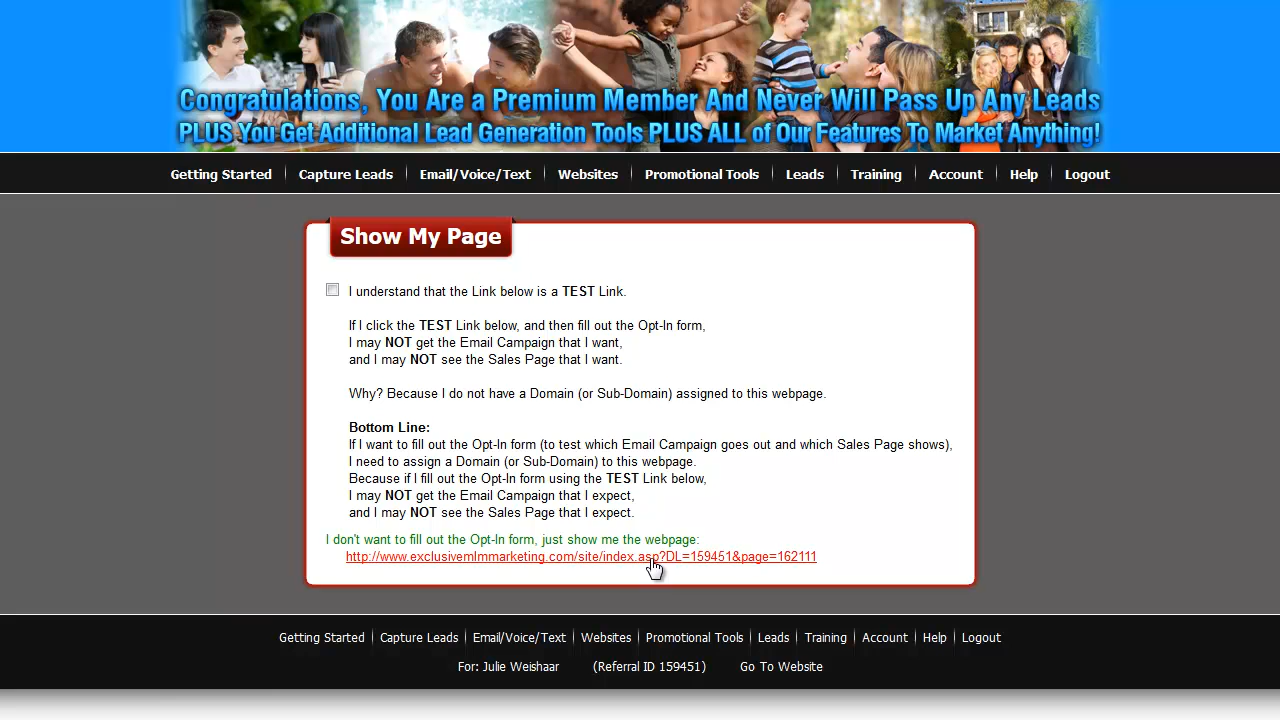 Congratulations, You Are a Premium Member And Never Will Pass Up Any Leads
PLUS You Get Additional Lead Generation Tools PLUS ALL of Our Features To Market Anything!
Getting Started Capture Leads Email/Voice/Text Websites Promotional Tools Leads Training Account Help Logout
Show My Page
I understand that the Link below is a TEST Link.
If I click the TEST Link below, and then fill out the Opt-In form,
I may NOT get the Email Campaign that I want,
and I may NOT see the Sales Page that I want.
Why? Because I do not have a Domain (or Sub-Domain) assigned to this webpage.
Bottom Line:
If I want to fill out the Opt-In form (to test which Email Campaign goes out and which Sales Page shows),
I need to assign a Domain (or Sub-Domain) to this webpage.
Because if I fill out the Opt-In form using the TEST Link below,
I may NOT get the Email Campaign that I expect,
and I may NOT see the Sales Page that I expect.
I don't want to fill out the Opt-In form, just show me the webpage:
http://www.exclusivemlmmarketing.com/site/index.asp?DL=159451&page=162111
Getting Started Capture Leads Email/Voice/Text Websites Promotional Tools Leads Training Account Help Logout
For: Julie Weishaar (Referral ID 159451) Go To Website